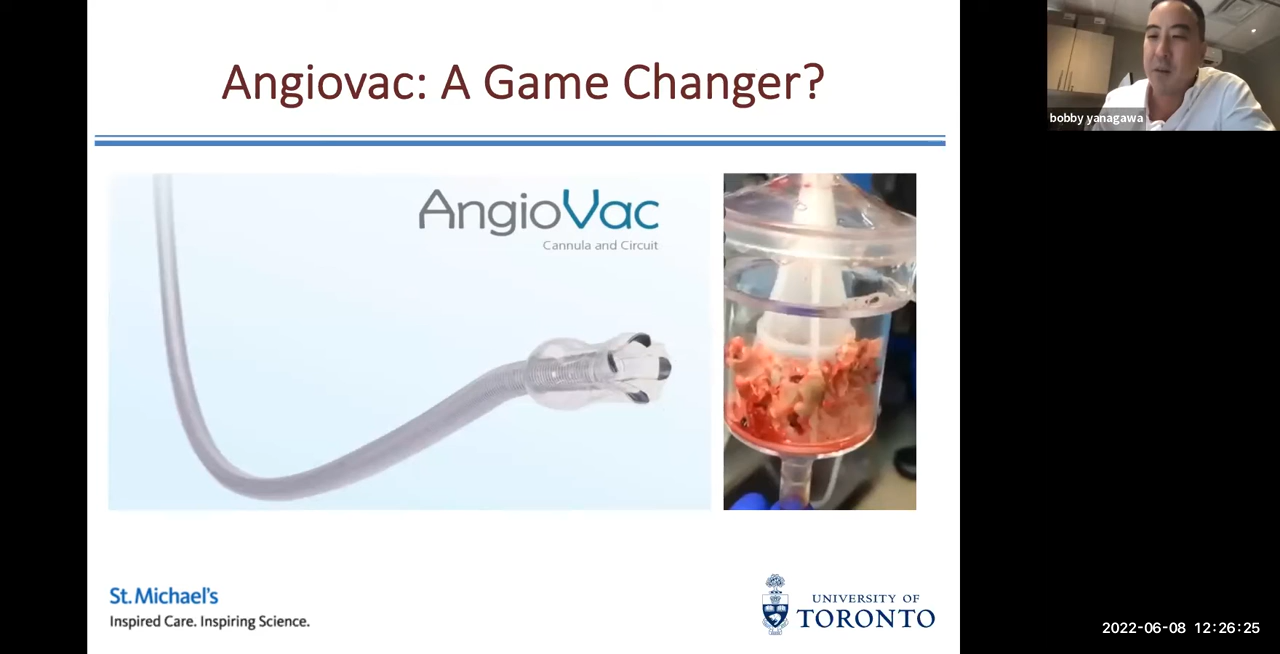 Angiovac: A Game Changer?
bobby yanagawa
AngioVac
Cannula and Circuit
St. Michael's
Inspired Care. Inspiring Science.
UNIVERSITY OF
TORONTO
2022-06-08 12:26:25